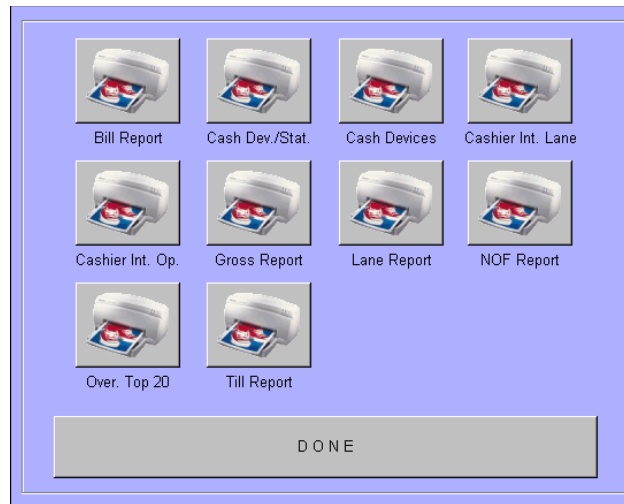 Bill Report
Cash Dev./Stat.
Cash Devices
Cashier Int. Lane
Cashier Int. Op.
Gross Report
Lane Report
NOF Report
Over. Top 20
Till Report
D O N E